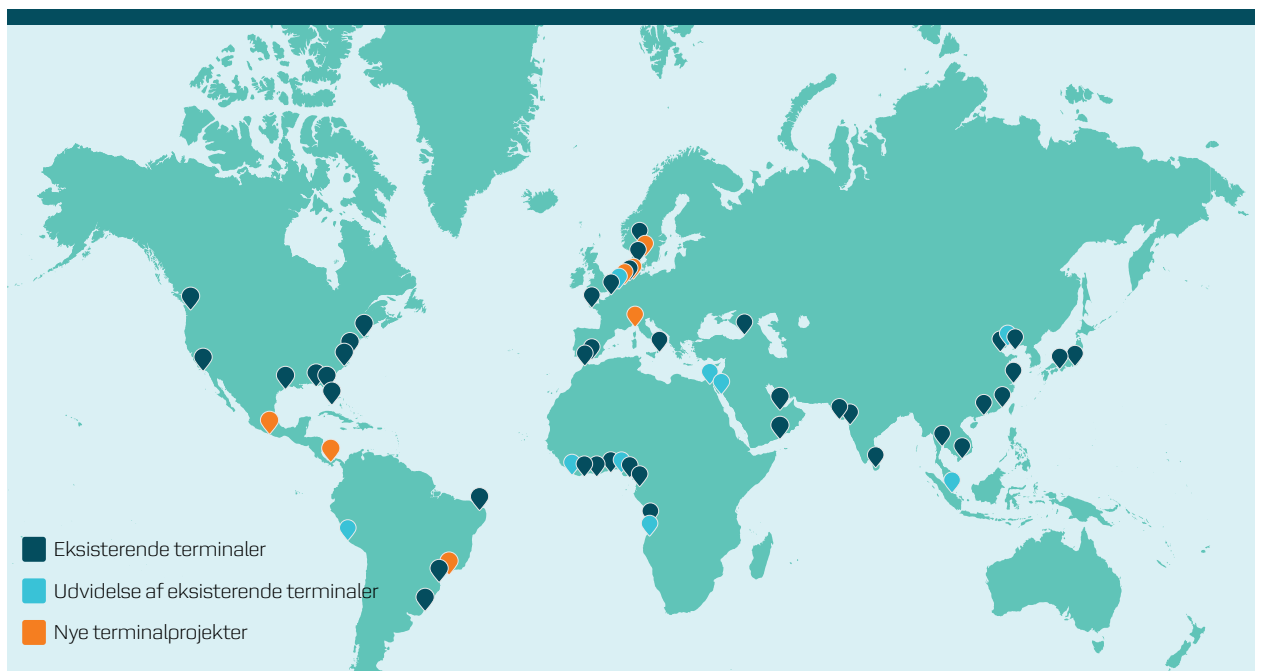 Eksisterende terminaler
Udvidelse af eksisterende terminaler
Nye terminalprojekter